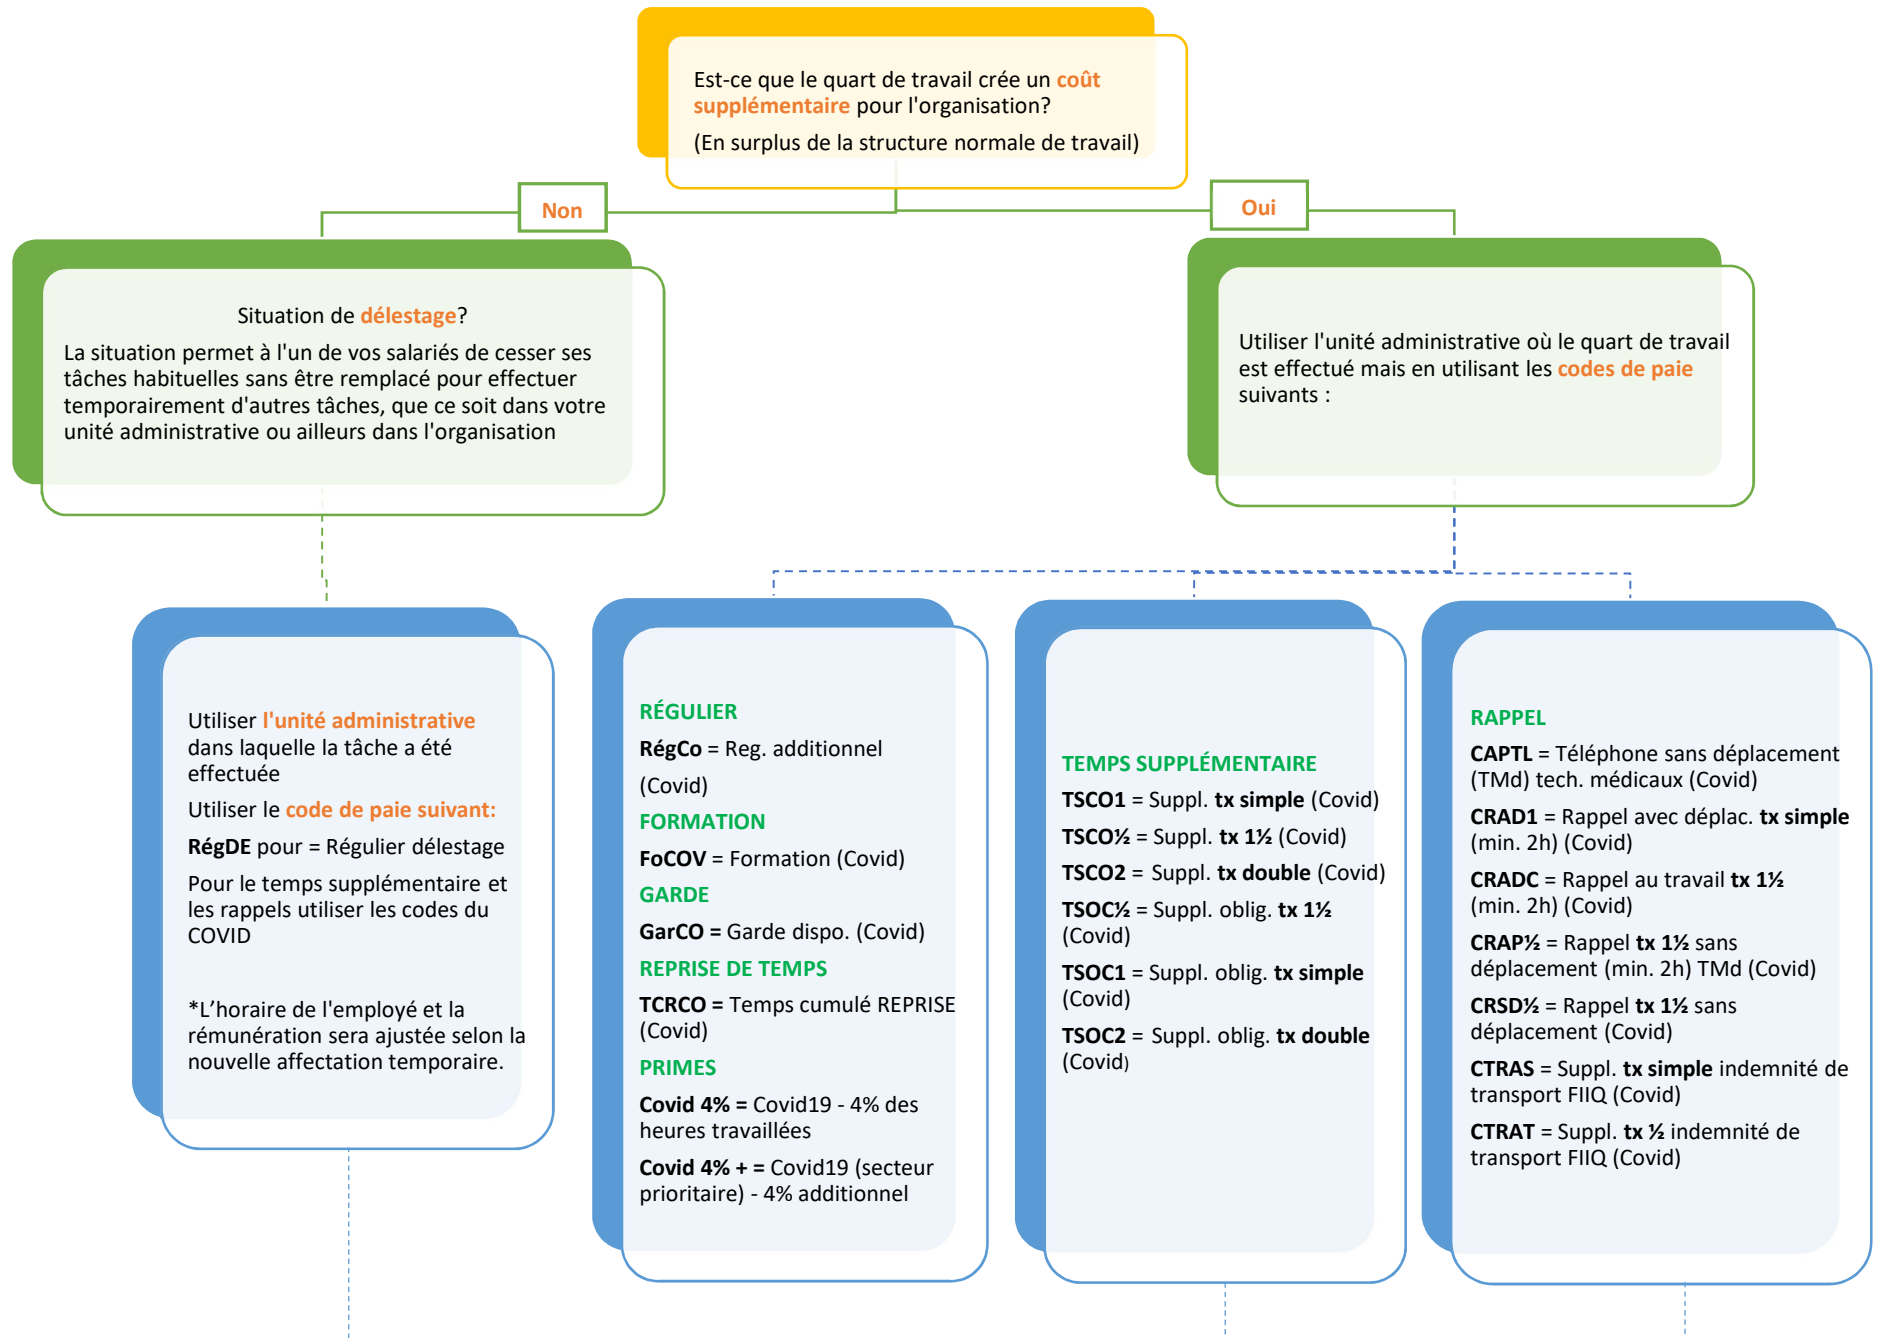 Est-ce que le quart de travail crée un coût
supplémentaire pour l'organisation?
(En surplus de la structure normale de travail)
Non
Oui
Situation de délestage?
La situation permet à l'un de vos salariés de cesser ses
tâches habituelles sans être remplacé pour effectuer
temporairement d'autres tâches, que ce soit dans votre
unité administrative ou ailleurs dans l'organisation
Utiliser l'unité administrative où le quart de travail
est effectué mais en utilisant les codes de paie
suivants :
Utiliser l'unité administrative
dans laquelle la tâche a été
effectuée
Utiliser le code de paie suivant:
RégDE pour = Régulier délestage
Pour le temps supplémentaire et
les rappels utiliser les codes du
COVID
*L'horaire de l'employé et la
rémunération sera ajustée selon la
nouvelle affectation temporaire.
RÉGULIER
RégCo = Reg. additionnel
(Covid)
FORMATION
FoCOV = Formation (Covid)
GARDE
GarCO = Garde dispo. (Covid)
REPRISE DE TEMPS
TCRCO = Temps cumulé REPRISE
(Covid)
PRIMES
Covid 4% = Covid19 - 4% des
heures travaillées
Covid 4% + = Covid19 (secteur
prioritaire) - 4% additionnel
TEMPS SUPPLÉMENTAIRE
TSCO1 = Suppl. tx simple (Covid)
TSCO½ = Suppl. tx 1½ (Covid)
TSCO2 = Suppl. tx double (Covid)
TSOC½ = Suppl. oblig. tx 1½
(Covid)
TSOC1 = Suppl. oblig. tx simple
(Covid)
TSOC2 = Suppl. oblig. tx double
(Covid)
RAPPEL
CAPTL = Téléphone sans déplacement
(TMd) tech. médicaux (Covid)
CRAD1 = Rappel avec déplac. tx simple
(min. 2h) (Covid)
CRADC = Rappel au travail tx 1½
(min. 2h) (Covid)
CRAP½ = Rappel tx 1½ sans
déplacement (min. 2h) TMd (Covid)
CRSD½ = Rappel tx 1½ sans
déplacement (Covid)
CTRAS = Suppl. tx simple indemnité de
transport FIIQ (Covid)
CTRAT = Suppl. tx ½ indemnité de
transport FIIQ (Covid)